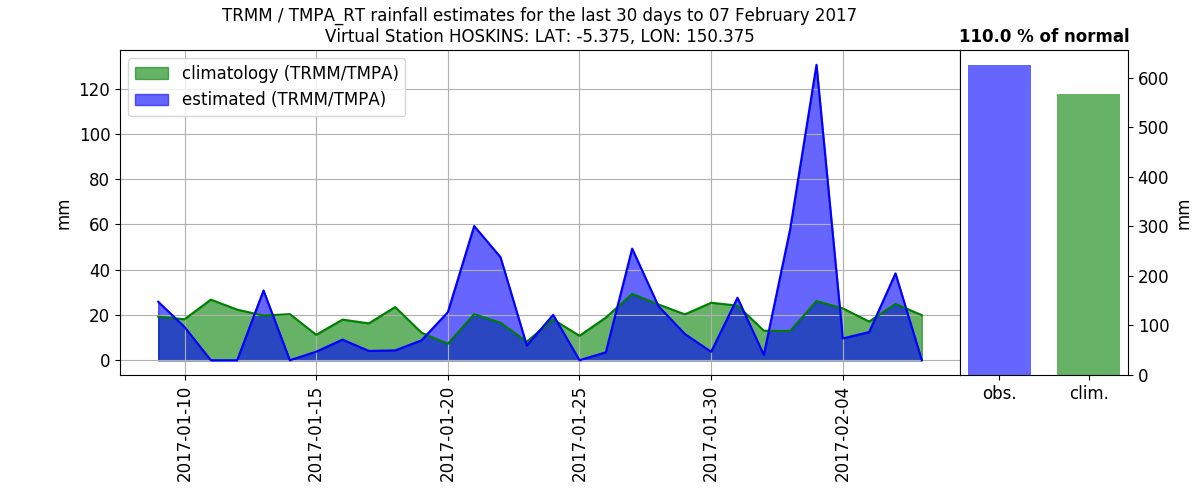 TRMM / TMPA_RT rainfall estimates for the last 30 days to 07 February 2017
Virtual Station HOSKINS: LAT: -5.375, LON: 150.375
110.0 % of normal
climatology (TRMM/TMPA)
estimated (TRMM/TMPA)
mm
120
100
80
60
40
20
0
2017-01-10
2017-01-15
2017-01-20
2017-01-25
2017-01-30
2017-02-04
600
500
400
300
200
100
0
mm
obs.
clim.